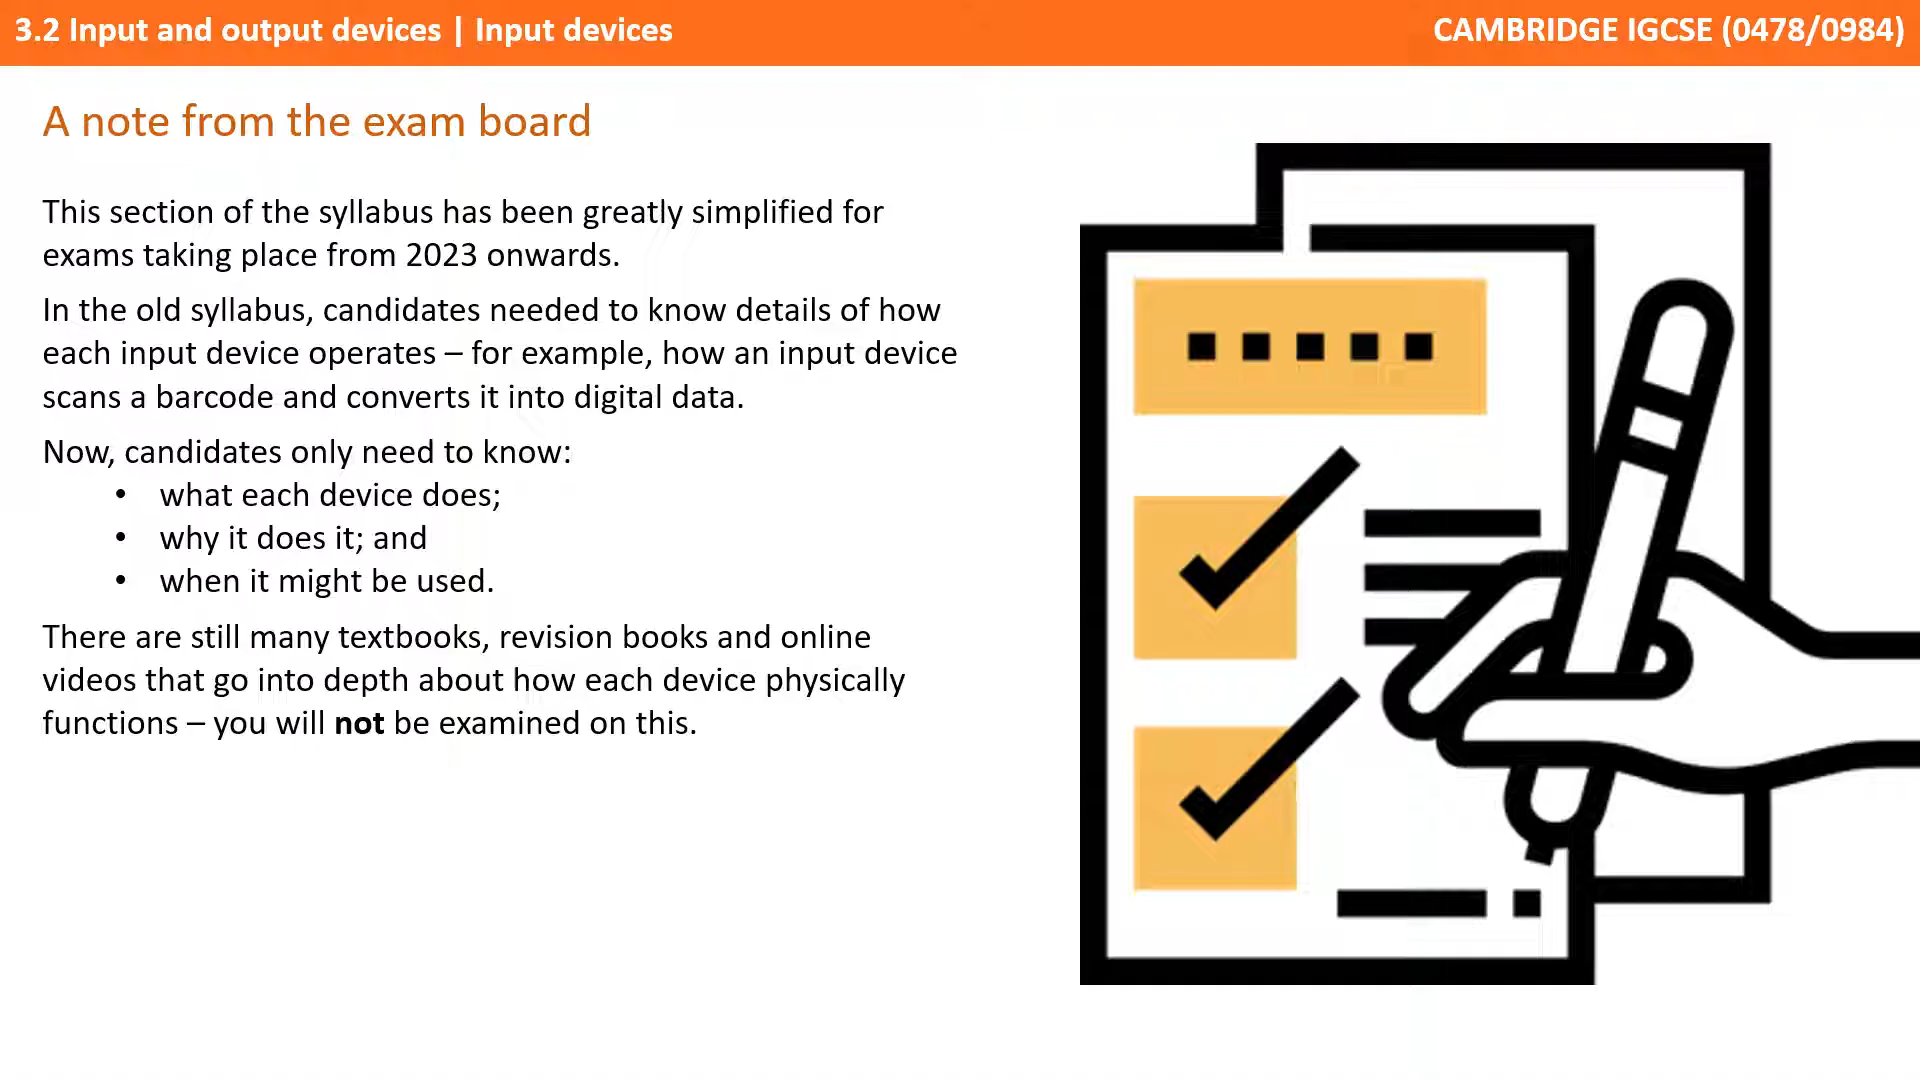 3.2 Input and output devices | Input devices
CAMBRIDGE IGCSE (0478/0984)
A note from the exam board
This section of the syllabus has been greatly simplified for
exams taking place from 2023 onwards.
In the old syllabus, candidates needed to know details of how
each input device operates – for example, how an input device
scans a barcode and converts it into digital data.
Now, candidates only need to know:
• what each device does;
• why it does it; and
• when it might be used.
There are still many textbooks, revision books and online
videos that go into depth about how each device physically
functions – you will not be examined on this.